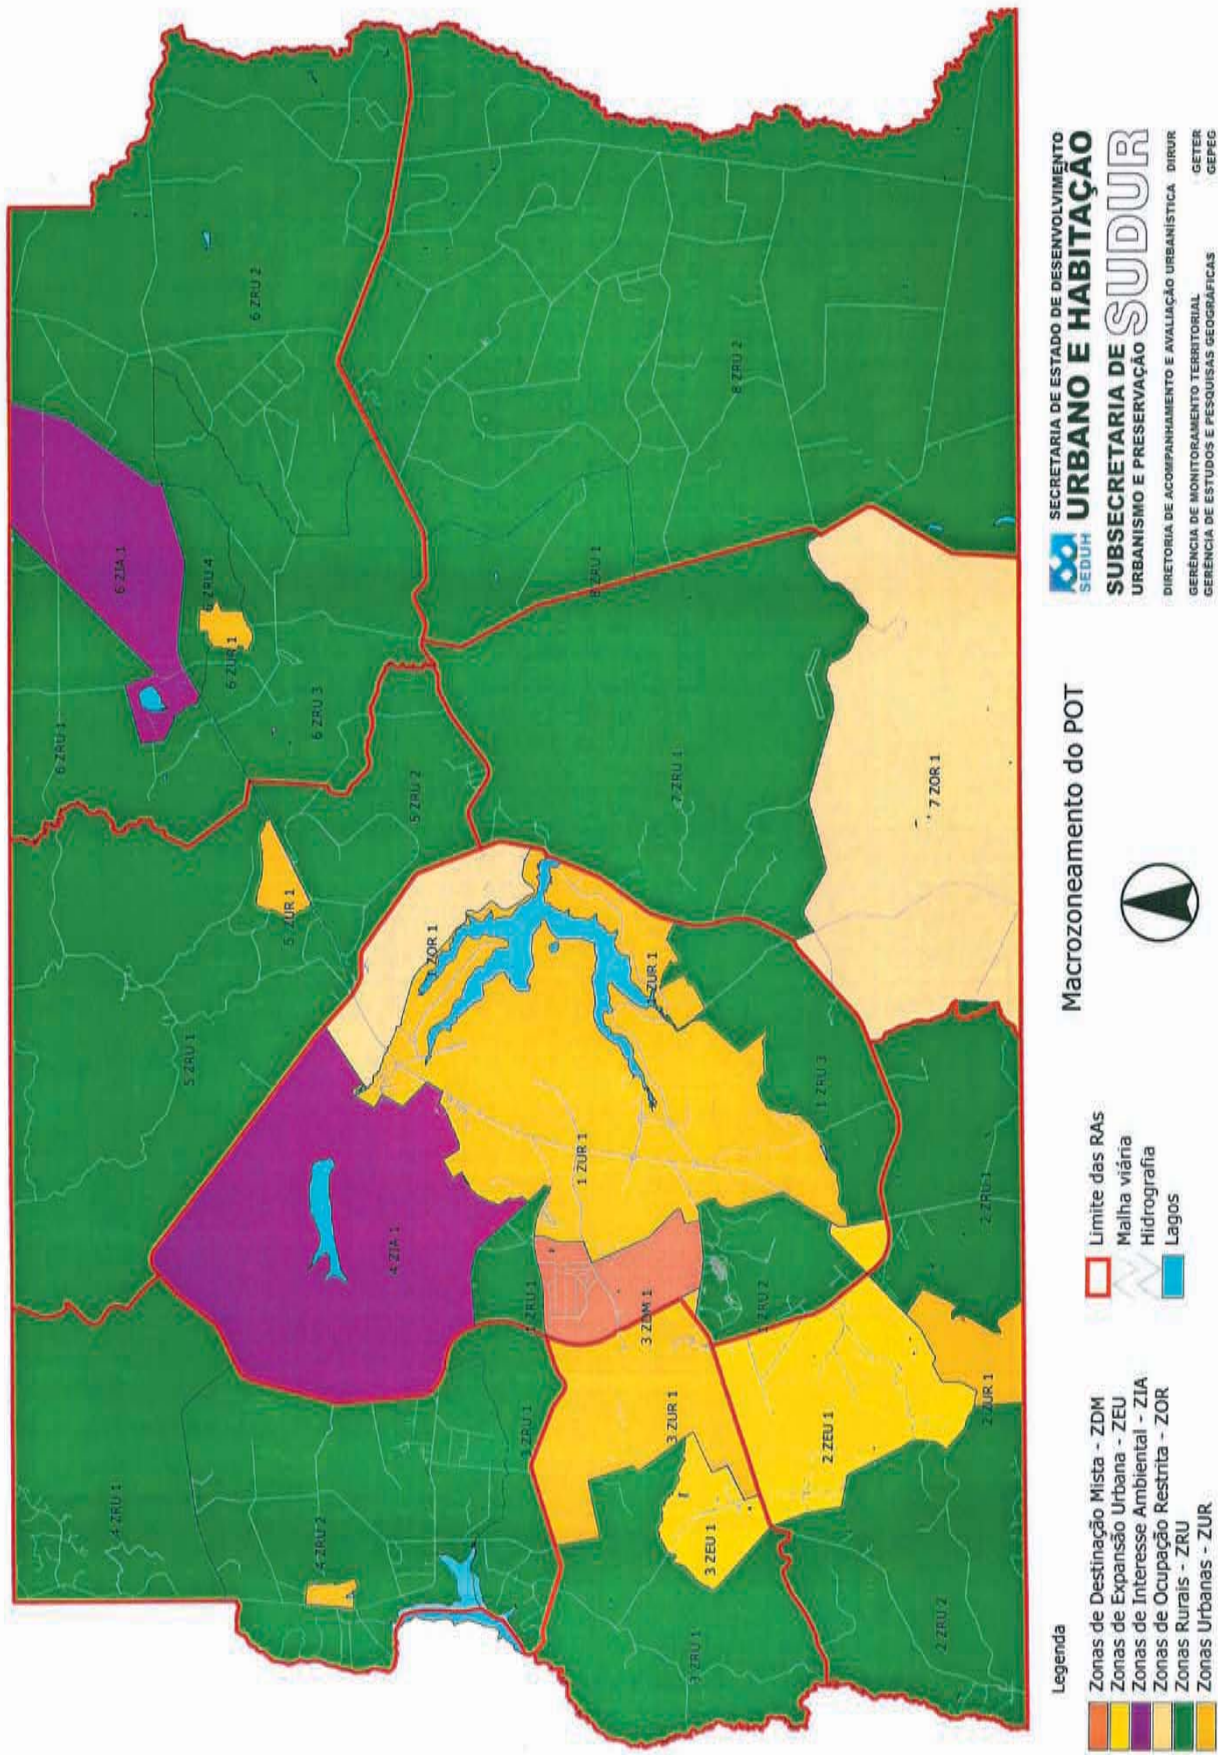 4 ZRU 1
4 ZRU 2
5 ZRU 1
5 ZUR 1
5 ZRU 2
6 ZRU 1
6 ZIA 1
6 ZRU 4
6 ZUR 1
6 ZRU 3
6 ZRU 2
4 ZIA 1
ZOR 1
3 ZRU 1
1 ZRU 1
1 ZUR 1
ZUR 1
7 ZRU 1
8 ZRU 1
8 ZRU 2
3 ZRU 1
3 ZEU 1
3 ZUR 1
3 ZDM 1
ZRU 2
1 ZRU 3
7 ZOR 1
2 ZRU 2
2 ZEU 1
2 ZUR 1
2 ZRU 1
Legenda
Zonas de Destinação Mista - ZDM
Zonas de Expansão Urbana - ZEU
Zonas de Interesse Ambiental - ZIA
Zonas de Ocupação Restrita - ZOR
Zonas Rurais - ZRU
Zonas Urbanas - ZUR
Limite das RAs
Malha viária
Hidrografia
Lagos
Macrozoneamento do POT
SEDUH
SECRETARIA DE ESTADO DE DESENVOLVIMENTO
URBANO E HABITAÇÃO
SUBSECRETARIA DE
URBANISMO E PRESERVAÇÃO SUDUR
DIRETORIA DE ACOMPANHAMENTO E AVALIAÇÃO URBANÍSTICA DIRUR
GERÊNCIA DE MONITORAMENTO TERRITORIAL GETER
GERÊNCIA DE ESTUDOS E PESQUISAS GEOGRÁFICAS GEPEG